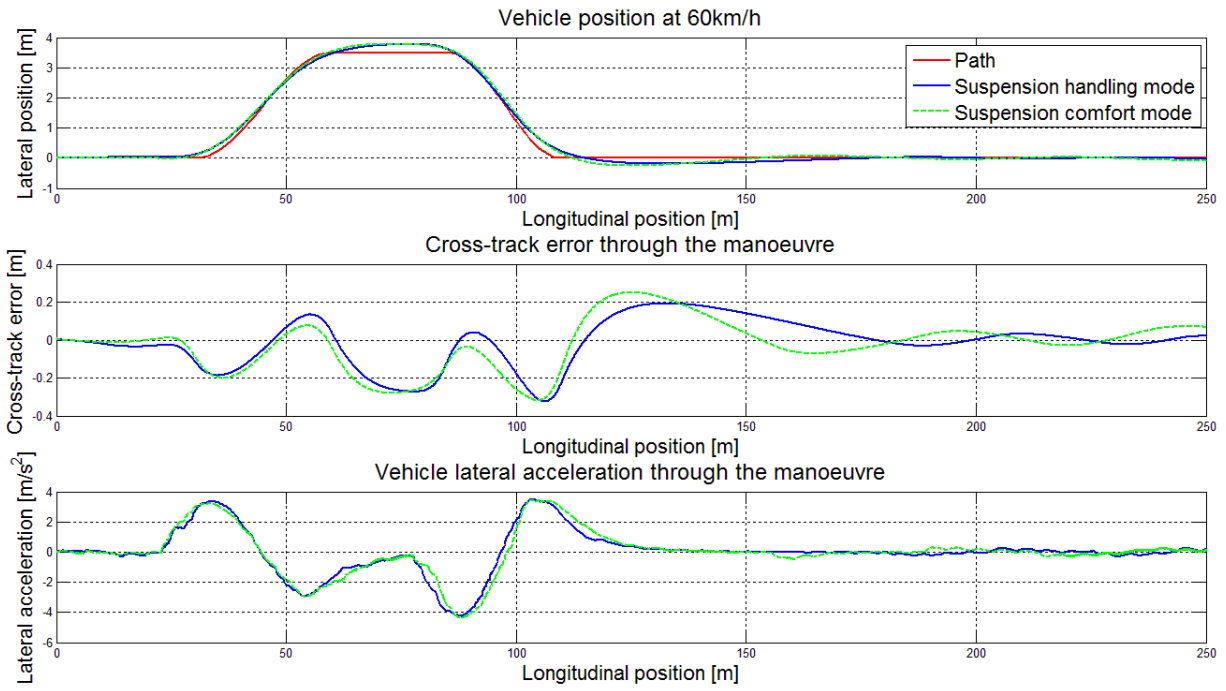 Vehicle position at 60km/h
Lateral position [m]
4
3
2
1
0
-1
Path
Suspension handling mode
Suspension comfort mode
0 50 100 150 200 250
Longitudinal position [m]
Cross-track error through the manoeuvre
Cross-track error [m]
0.4
0.2
0
-0.2
-0.4
0 50 100 150 200 250
Longitudinal position [m]
Vehicle lateral acceleration through the manoeuvre
Lateral acceleration [m/s²]
4
2
0
-2
-4
-6
0 50 100 150 200 250
Longitudinal position [m]